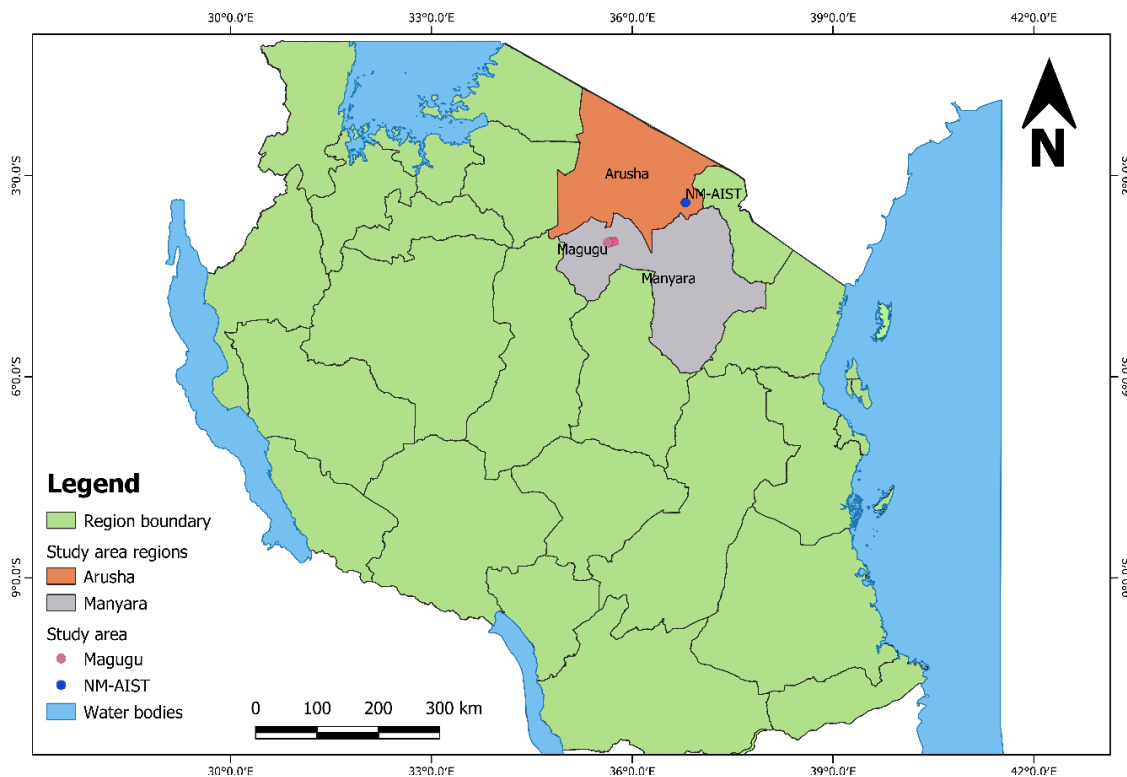 30°0.0'E 33°0.0'E 36°0.0'E 39°0.0'E 42°0.0'E
N
3°0.0'S 3°0.0'S
Arusha
NM-AIST
Magugu
Manyara
6°0.0'S 6°0.0'S
Legend
Region boundary
Study area regions
Arusha
Manyara
Study area
Magugu
NM-AIST
Water bodies
9°0.0'S 9°0.0'S
0 100 200 300 km
30°0.0'E 33°0.0'E 36°0.0'E 39°0.0'E 42°0.0'E